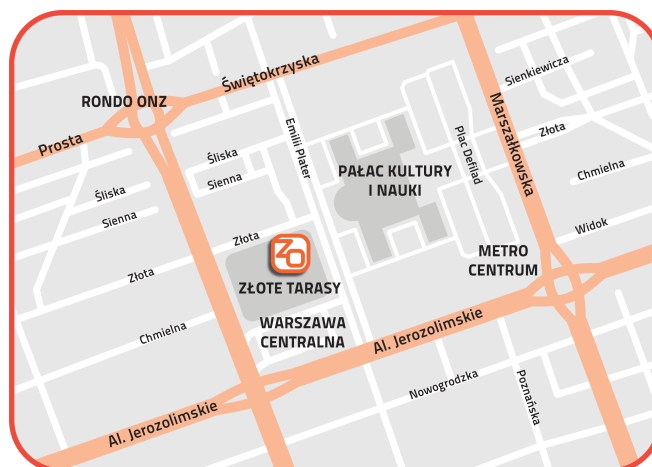 Świętokrzyska
Sienkiewicza
RONDO ONZ
Marszałkowska
Prosta
Emilii Plater
Plac Defilad
Złota
Śliska
Sienna
PAŁAC KULTURY
I NAUKI
Chmielna
Śliska
Sienna
Widok
Złota
ZO
METRO
CENTRUM
Złota
ZŁOTE TARASY
WARSZAWA
CENTRALNA
Chmielna
Al. Jerozolimskie
Nowogrodzka
Poznańska
Al. Jerozolimskie